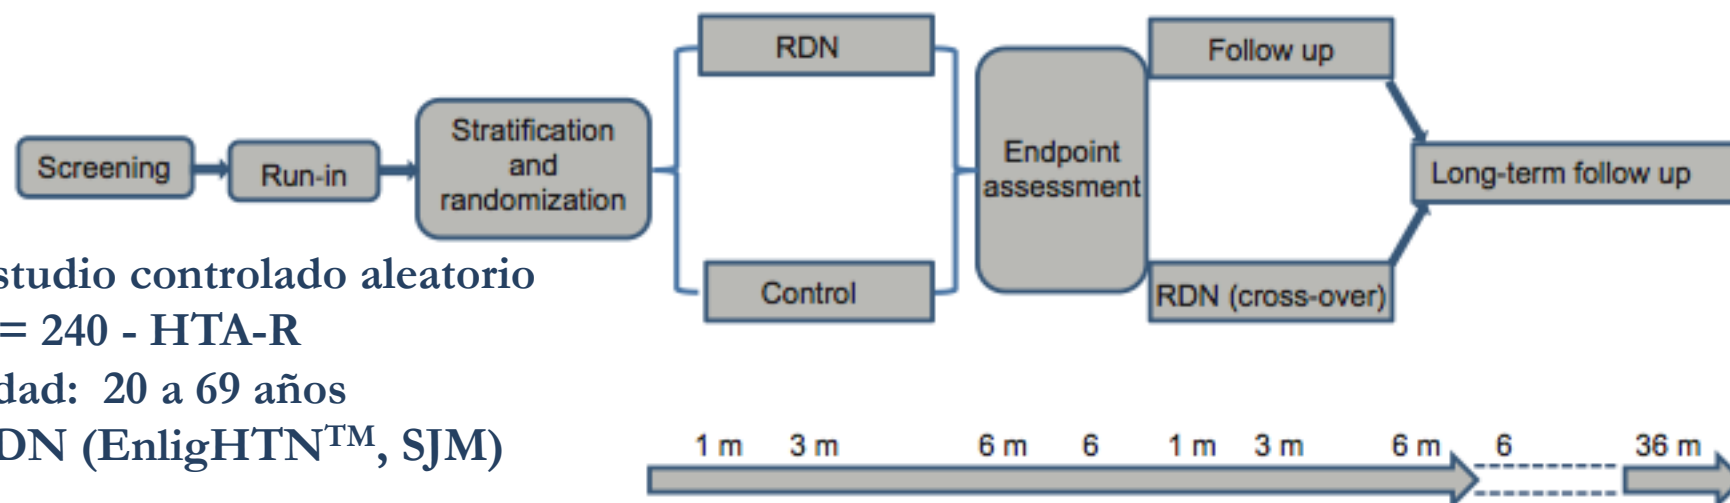 RDN
Follow up
Stratification
and
randomization
Screening
Run-in
Endpoint
assessment
Long-term follow up
Control
RDN (cross-over)
studio controlado aleatorio
= 240 - HTA-R
dad: 20 a 69 años
DN (EnligHTN™, SJM)
1 m 3 m 6 m 6 1 m 3 m 6 m 6 36 m